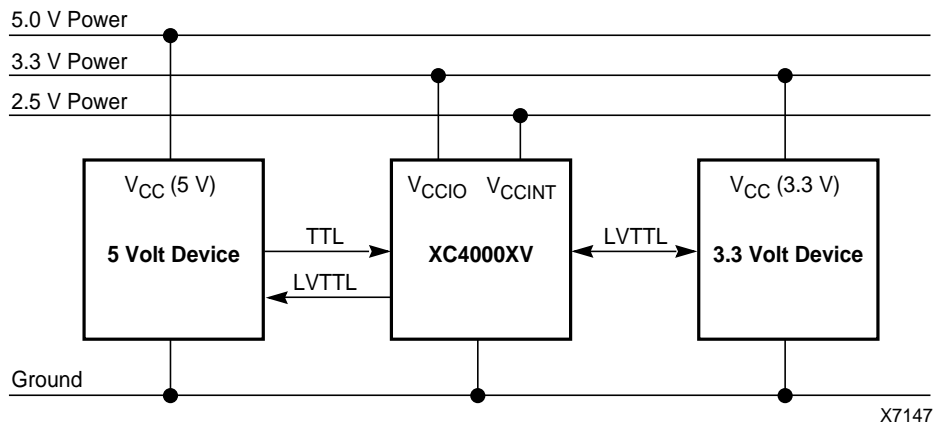 5.0 V Power
3.3 V Power
2.5 V Power
VCC (5 V)
VCCIO VCCINT
VCC (3.3 V)
5 Volt Device
TTL
XC4000XV
LVTTL
3.3 Volt Device
LVTTL
Ground
X7147